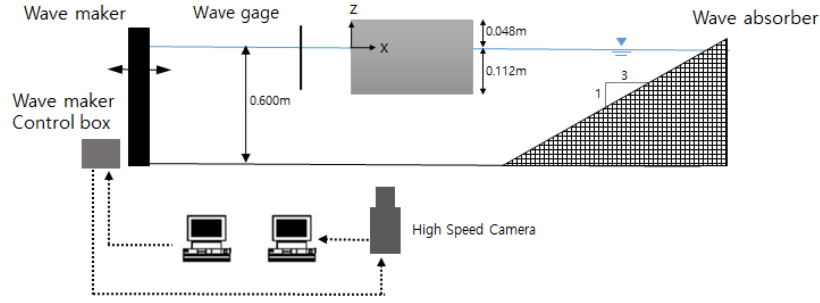 Wave maker
Wave gage
Z
X
0.048m
0.112m
Wave absorber
3
1
0.600m
Wave maker
Control box
High Speed Camera